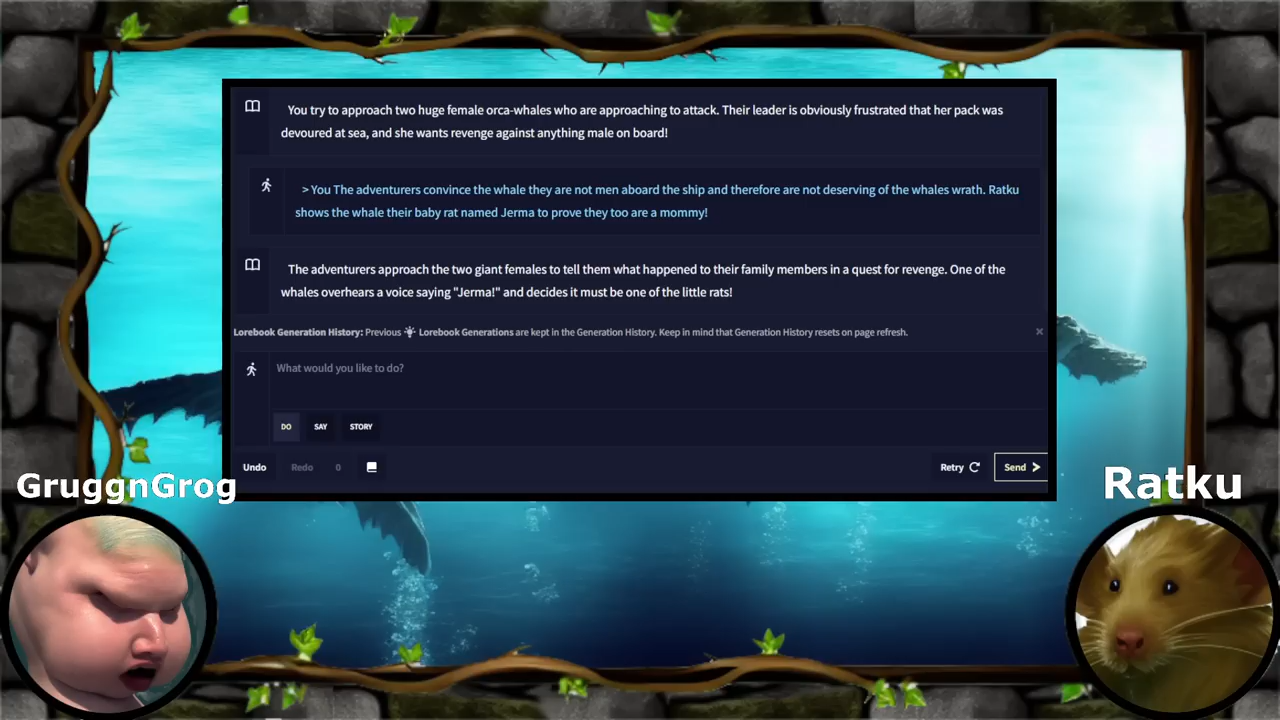 You try to approach two huge female orca-whales who are approaching to attack. Their leader is obviously frustrated that her pack was
devoured at sea, and she wants revenge against anything male on board!
> You The adventurers convince the whale they are not men aboard the ship and therefore are not deserving of the whales wrath. Ratku
shows the whale their baby rat named Jerma to prove they too are a mommy!
The adventurers approach the two giant females to tell them what happened to their family members in a quest for revenge. One of the
whales overhears a voice saying "Jerma!" and decides it must be one of the little rats!
Lorebook Generation History: Previous Lorebook Generations are kept in the Generation History. Keep in mind that Generation History resets on page refresh.
What would you like to do?
DO SAY STORY
Undo Redo 0 Retry Send
GruggnGrog
Ratku